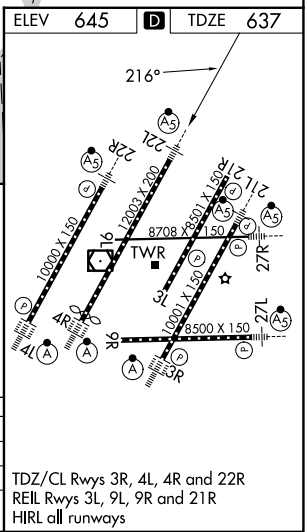 ELEV 645 D TDZE 637
216°
A5
22L
A5
22R
P
10000 X 150
12003 X 200
8501 X 150
21R
21L
P
A5
A5
P
9L
8708 X 150
27R
TWR
3L
10001 X 150
P
4L
A
4R
A
9R
8500 X 150
27L
A5
P
P
A
3R
TDZ/CL Rwys 3R, 4L, 4R and 22R
REIL Rwys 3L, 9L, 9R and 21R
HIRL all runways